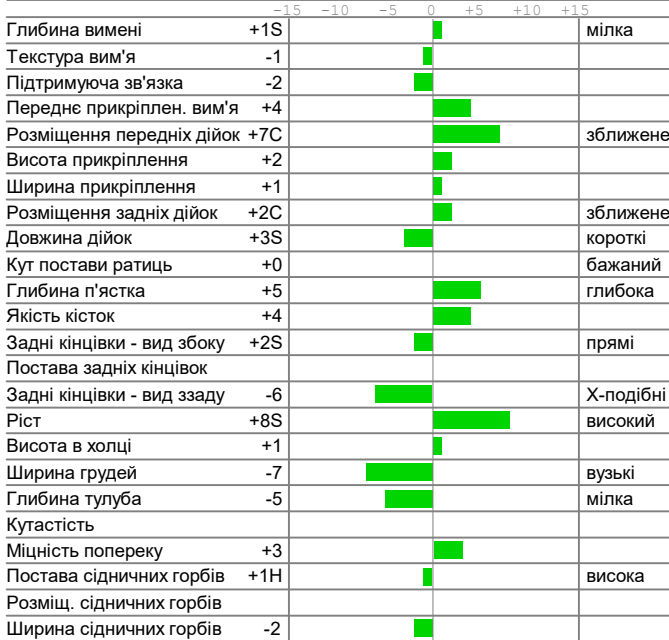 -15 -10 -5 0 +5 +10 +15
Глибина вимені +1S мілка
Текстура вим'я -1
Підтримуюча зв'язка -2
Переднє прикріплен. вим'я +4
Розміщення передніх дійок +7C зближене
Висота прикріплення +2
Ширина прикріплення +1
Розміщення задніх дійок +2C зближене
Довжина дійок +3S короткі
Кут постави ратиць +0 бажаний
Глибина п'ястка +5 глибока
Якість кісток +4
Задні кінцівки - вид збоку +2S прямі
Постава задніх кінцівок
Задні кінцівки - вид ззаду -6 Х-подібні
Ріст +8S високий
Висота в холці +1
Ширина грудей -7 вузькі
Глибина тулуба -5 мілка
Кутастість
Міцність попереку +3
Постава сідничних горбів +1H висока
Розміщ. сідничних горбів
Ширина сідничних горбів -2